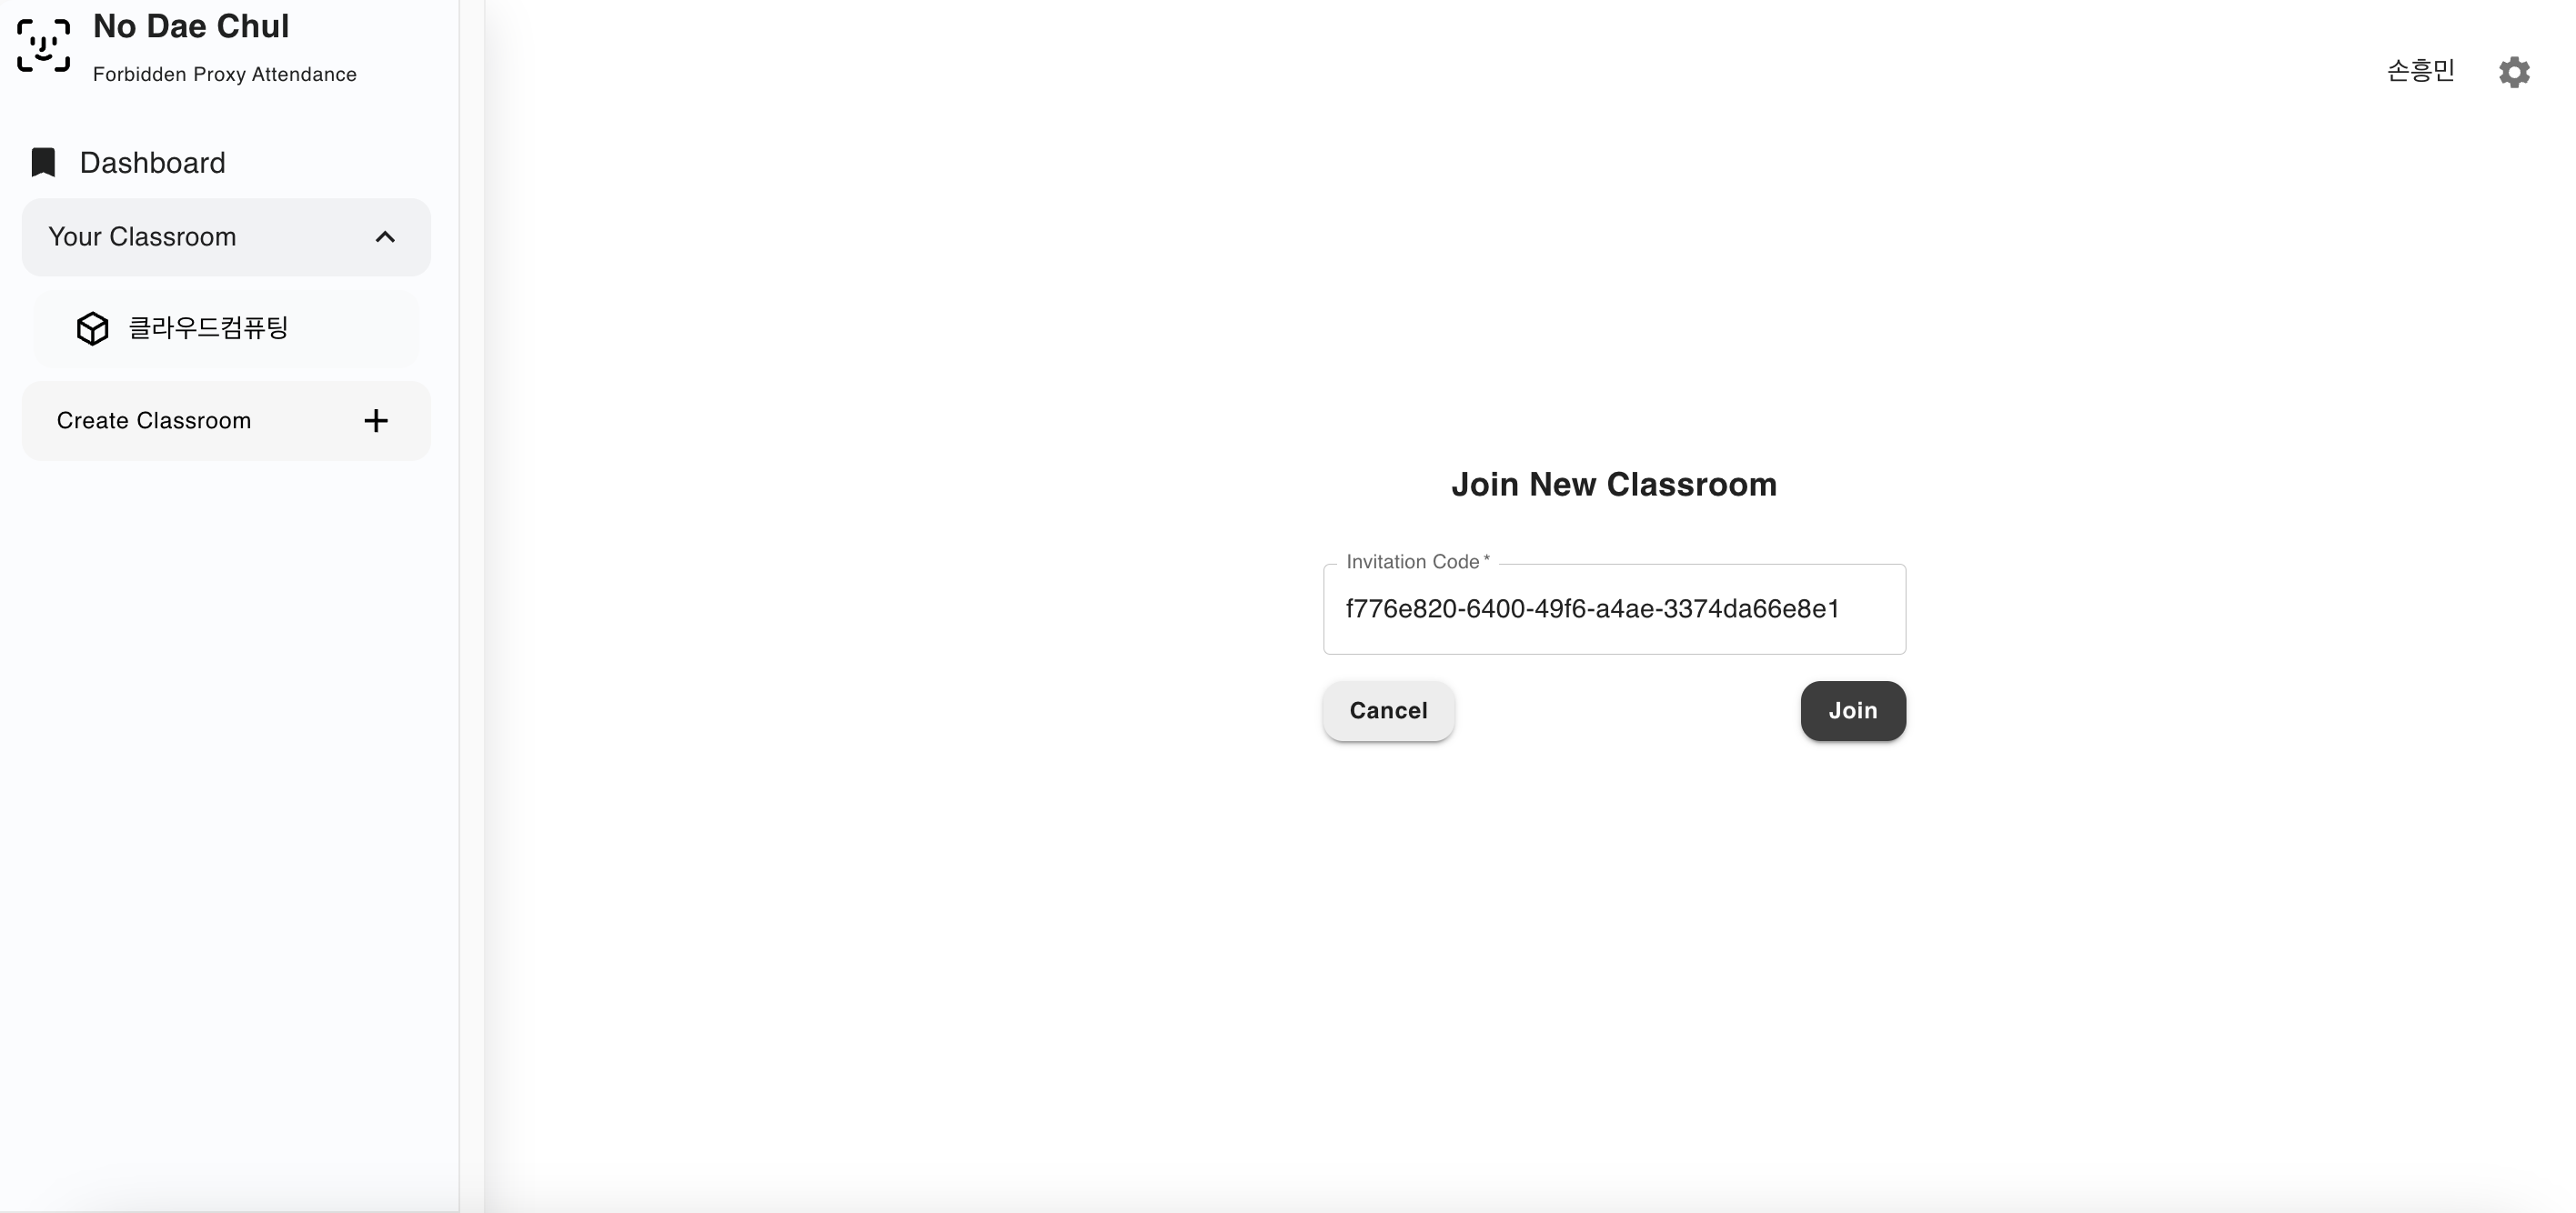 No Dae Chul
Forbidden Proxy Attendance
손흥민
Dashboard
Your Classroom
클라우드컴퓨팅
Create Classroom
Join New Classroom
Invitation Code *
f776e820-6400-49f6-a4ae-3374da66e8e1
Cancel
Join